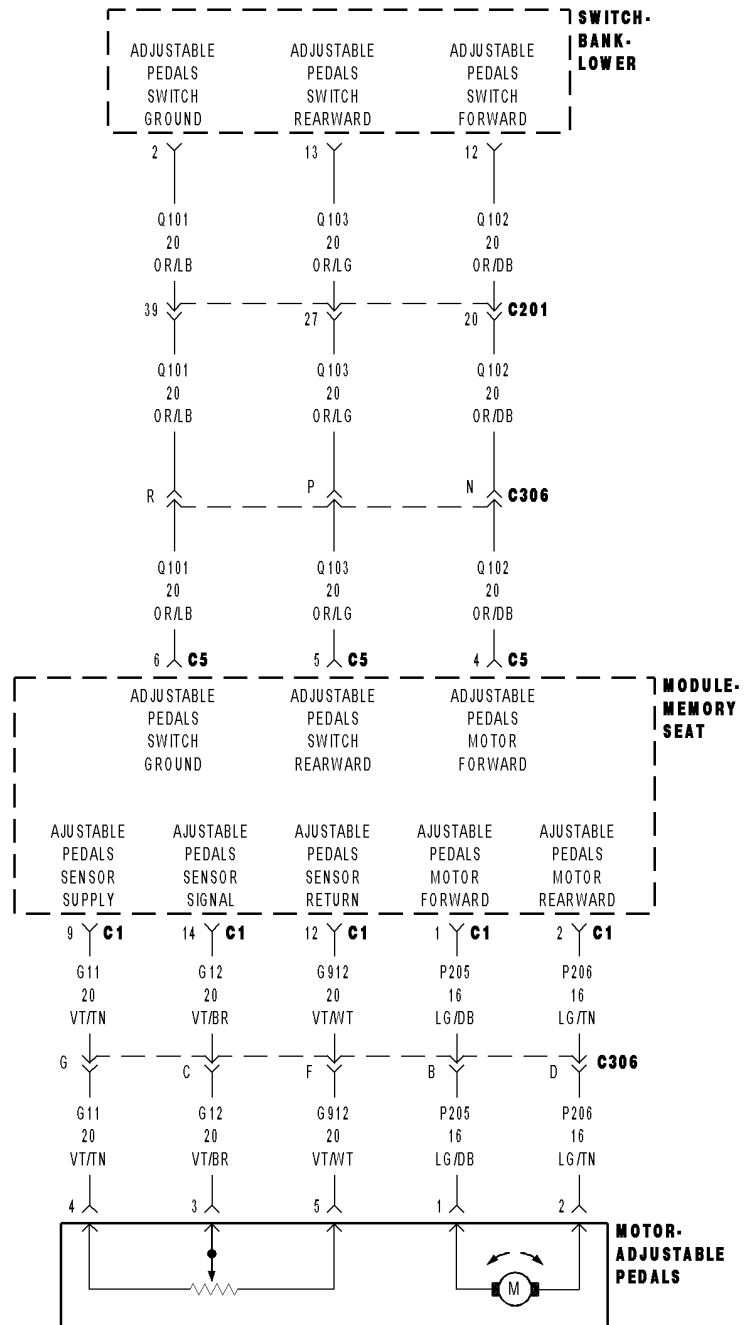 SWITCH-
BANK-
LOWER
ADJUSTABLE ADJUSTABLE ADJUSTABLE
PEDALS PEDALS PEDALS
SWITCH SWITCH SWITCH
GROUND REARWARD FORWARD
2 13 12
Q101 Q103 Q102
20 20 20
OR/LB OR/LG OR/DB
39 27 20 C201
Q101 Q103 Q102
20 20 20
OR/LB OR/LG OR/DB
R P N C306
Q101 Q103 Q102
20 20 20
OR/LB OR/LG OR/DB
6 C5 5 C5 4 C5
MODULE-
MEMORY
SEAT
ADJUSTABLE ADJUSTABLE ADJUSTABLE
PEDALS PEDALS PEDALS
SWITCH SWITCH MOTOR
GROUND REARWARD FORWARD
AJUSTABLE AJUSTABLE AJUSTABLE AJUSTABLE AJUSTABLE
PEDALS PEDALS PEDALS PEDALS PEDALS
SENSOR SENSOR SENSOR MOTOR MOTOR
SUPPLY SIGNAL RETURN FORWARD REARWARD
9 C1 14 C1 12 C1 1 C1 2 C1
G11 G12 G912 P205 P206
20 20 20 16 16
VT/TN VT/BR VT/WT LG/DB LG/TN
G C F B D C306
G11 G12 G912 P205 P206
20 20 20 16 16
VT/TN VT/BR VT/WT LG/DB LG/TN
4 3 5 1 2
MOTOR-
ADJUSTABLE
PEDALS
M